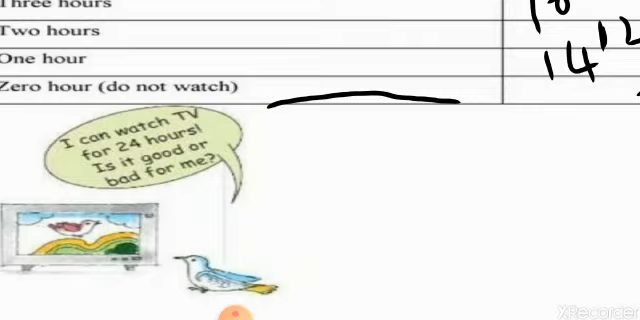 Three hours
Two hours
One hour
14
Zero hour (do not watch)
I can watch TV
for 24 hours!
Is it good or
bad for me?
XRecorder